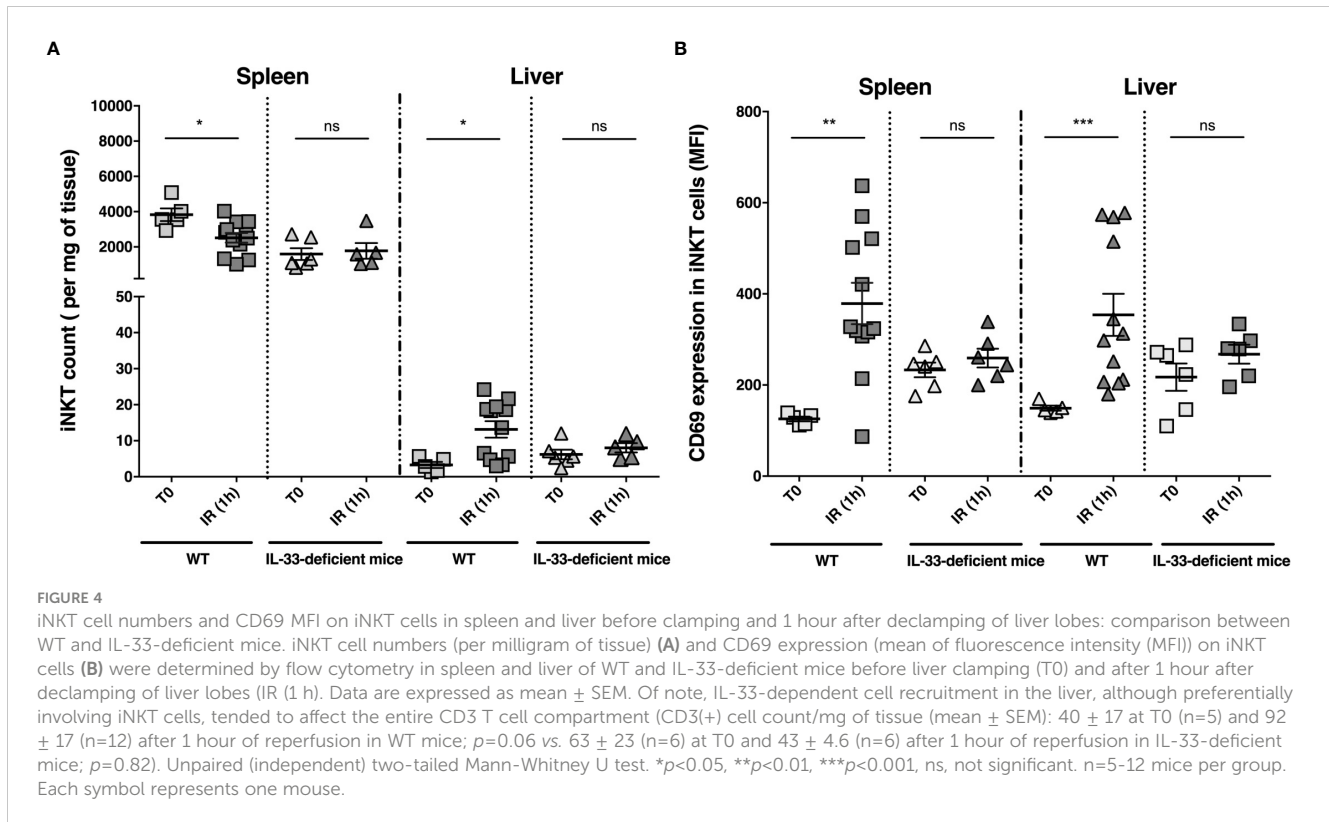 A
Spleen
Liver
* ns * ns
iNKT count ( per mg of tissue)
10000
8000
6000
4000
2000
50
40
30
20
10
0
T0 IR (1h) T0 IR (1h) T0 IR (1h) T0 IR (1h)
WT IL-33-deficient mice WT IL-33-deficient mice
B
Spleen
Liver
** ns *** ns
CD69 expression in iNKT cells (MFI)
800
600
400
200
0
T0 IR (1h) T0 IR (1h) T0 IR (1h) T0 IR (1h)
WT IL-33-deficient mice WT IL-33-deficient mice
FIGURE 4
iNKT cell numbers and CD69 MFI on iNKT cells in spleen and liver before clamping and 1 hour after declamping of liver lobes: comparison between
WT and IL-33-deficient mice. iNKT cell numbers (per milligram of tissue) (A) and CD69 expression (mean of fluorescence intensity (MFI)) on iNKT
cells (B) were determined by flow cytometry in spleen and liver of WT and IL-33-deficient mice before liver clamping (T0) and after 1 hour after
declamping of liver lobes (IR (1 h). Data are expressed as mean ± SEM. Of note, IL-33-dependent cell recruitment in the liver, although preferentially
involving iNKT cells, tended to affect the entire CD3 T cell compartment (CD3(+) cell count/mg of tissue (mean ± SEM): 40 ± 17 at T0 (n=5) and 92
± 17 (n=12) after 1 hour of reperfusion in WT mice; p=0.06 vs. 63 ± 23 (n=6) at T0 and 43 ± 4.6 (n=6) after 1 hour of reperfusion in IL-33-deficient
mice; p=0.82). Unpaired (independent) two-tailed Mann-Whitney U test. *p<0.05, **p<0.01, ***p<0.001, ns, not significant. n=5-12 mice per group.
Each symbol represents one mouse.